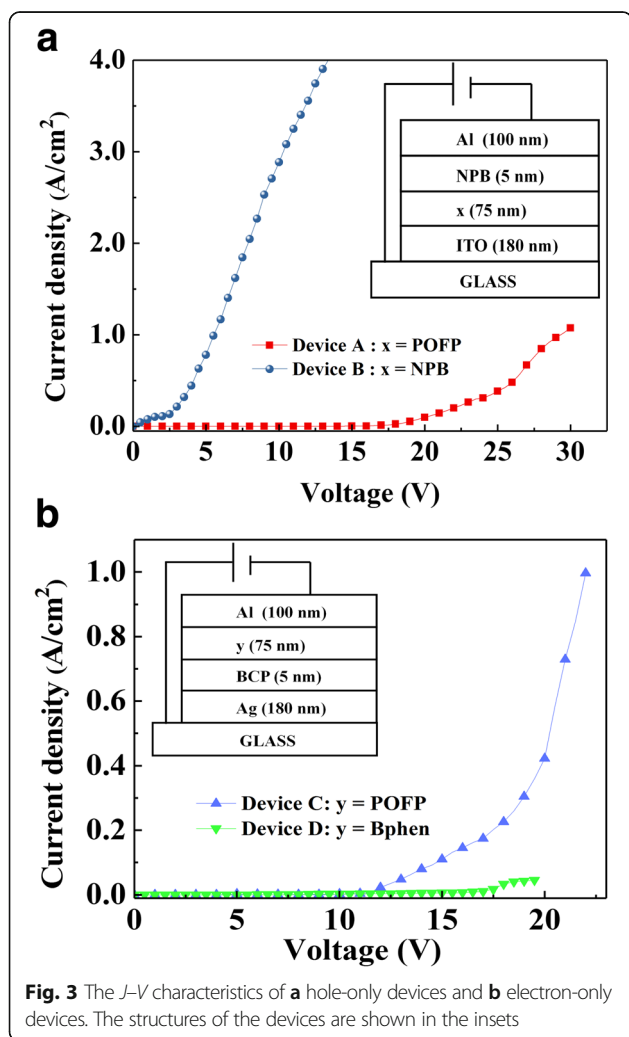 a
4.0
3.0
2.0
1.0
0.0
Current density (A/cm²)
Al (100 nm)
NPB (5 nm)
x (75 nm)
ITO (180 nm)
GLASS
Device A : x = POFP
Device B : x = NPB
0 5 10 15 20 25 30
Voltage (V)
b
1.0
0.8
0.6
0.4
0.2
0.0
Current density (A/cm²)
Al (100 nm)
y (75 nm)
BCP (5 nm)
Ag (180 nm)
GLASS
Device C: y = POFP
Device D: y = Bphen
0 5 10 15 20
Voltage (V)
Fig. 3 The J–V characteristics of a hole-only devices and b electron-only
devices. The structures of the devices are shown in the insets